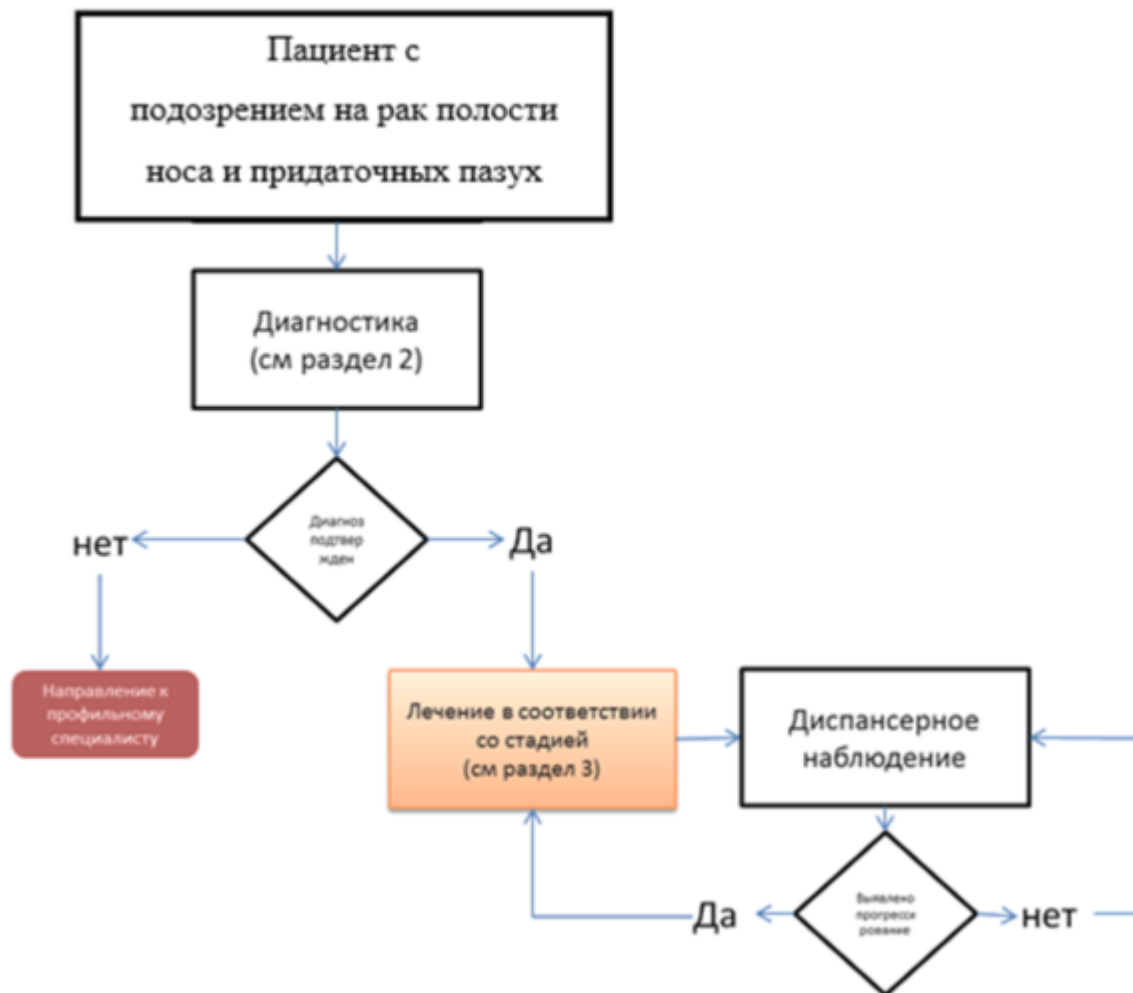 Пациент с
подозрением на рак полости
носа и придаточных пазух
Диагностика
(см раздел 2)
Диагноз
подтвер
жден
нет
Да
Направление к
профильному
специалисту
Лечение в соответствии
со стадией
(см раздел 3)
Диспансерное
наблюдение
Выявлено
прогресси
рование
Да
нет